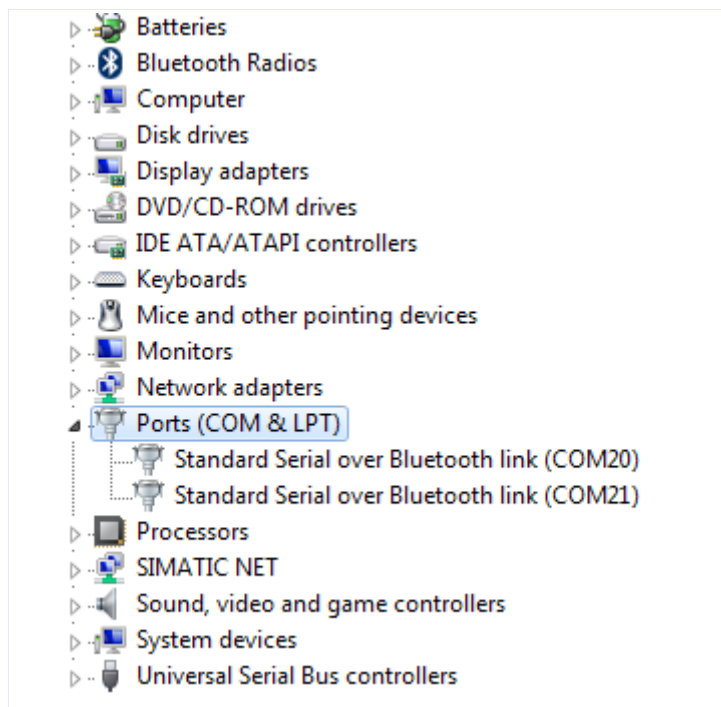 Batteries
Bluetooth Radios
Computer
Disk drives
Display adapters
DVD/CD-ROM drives
IDE ATA/ATAPI controllers
Keyboards
Mice and other pointing devices
Monitors
Network adapters
Ports (COM & LPT)
Standard Serial over Bluetooth link (COM20)
Standard Serial over Bluetooth link (COM21)
Processors
SIMATIC NET
Sound, video and game controllers
System devices
Universal Serial Bus controllers